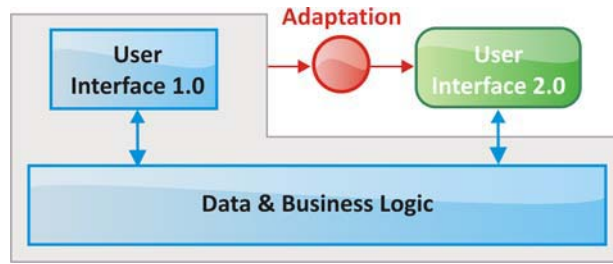 Adaptation
User
Interface 1.0
User
Interface 2.0
Data & Business Logic